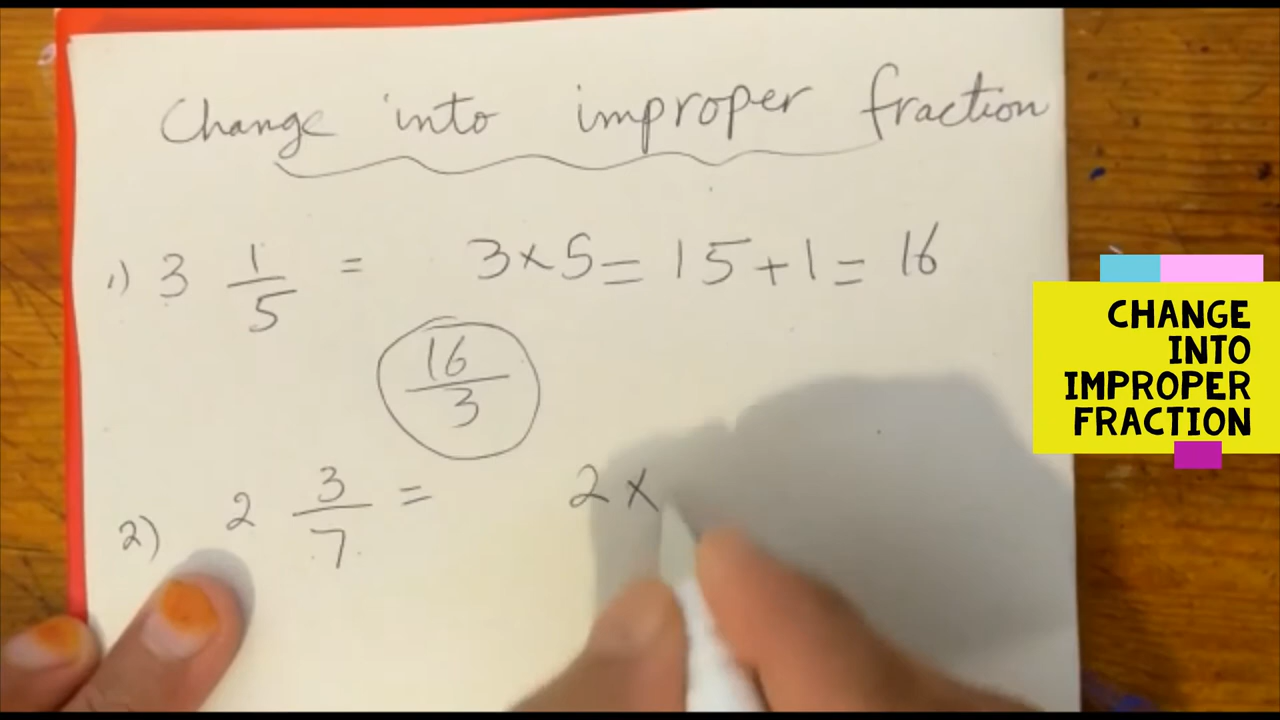 Change into improper fraction
1) 3 1/5 = 3×5=15+1=16
16/3
2) 2 3/7 = 2×
CHANGE
INTO
IMPROPER
FRACTION